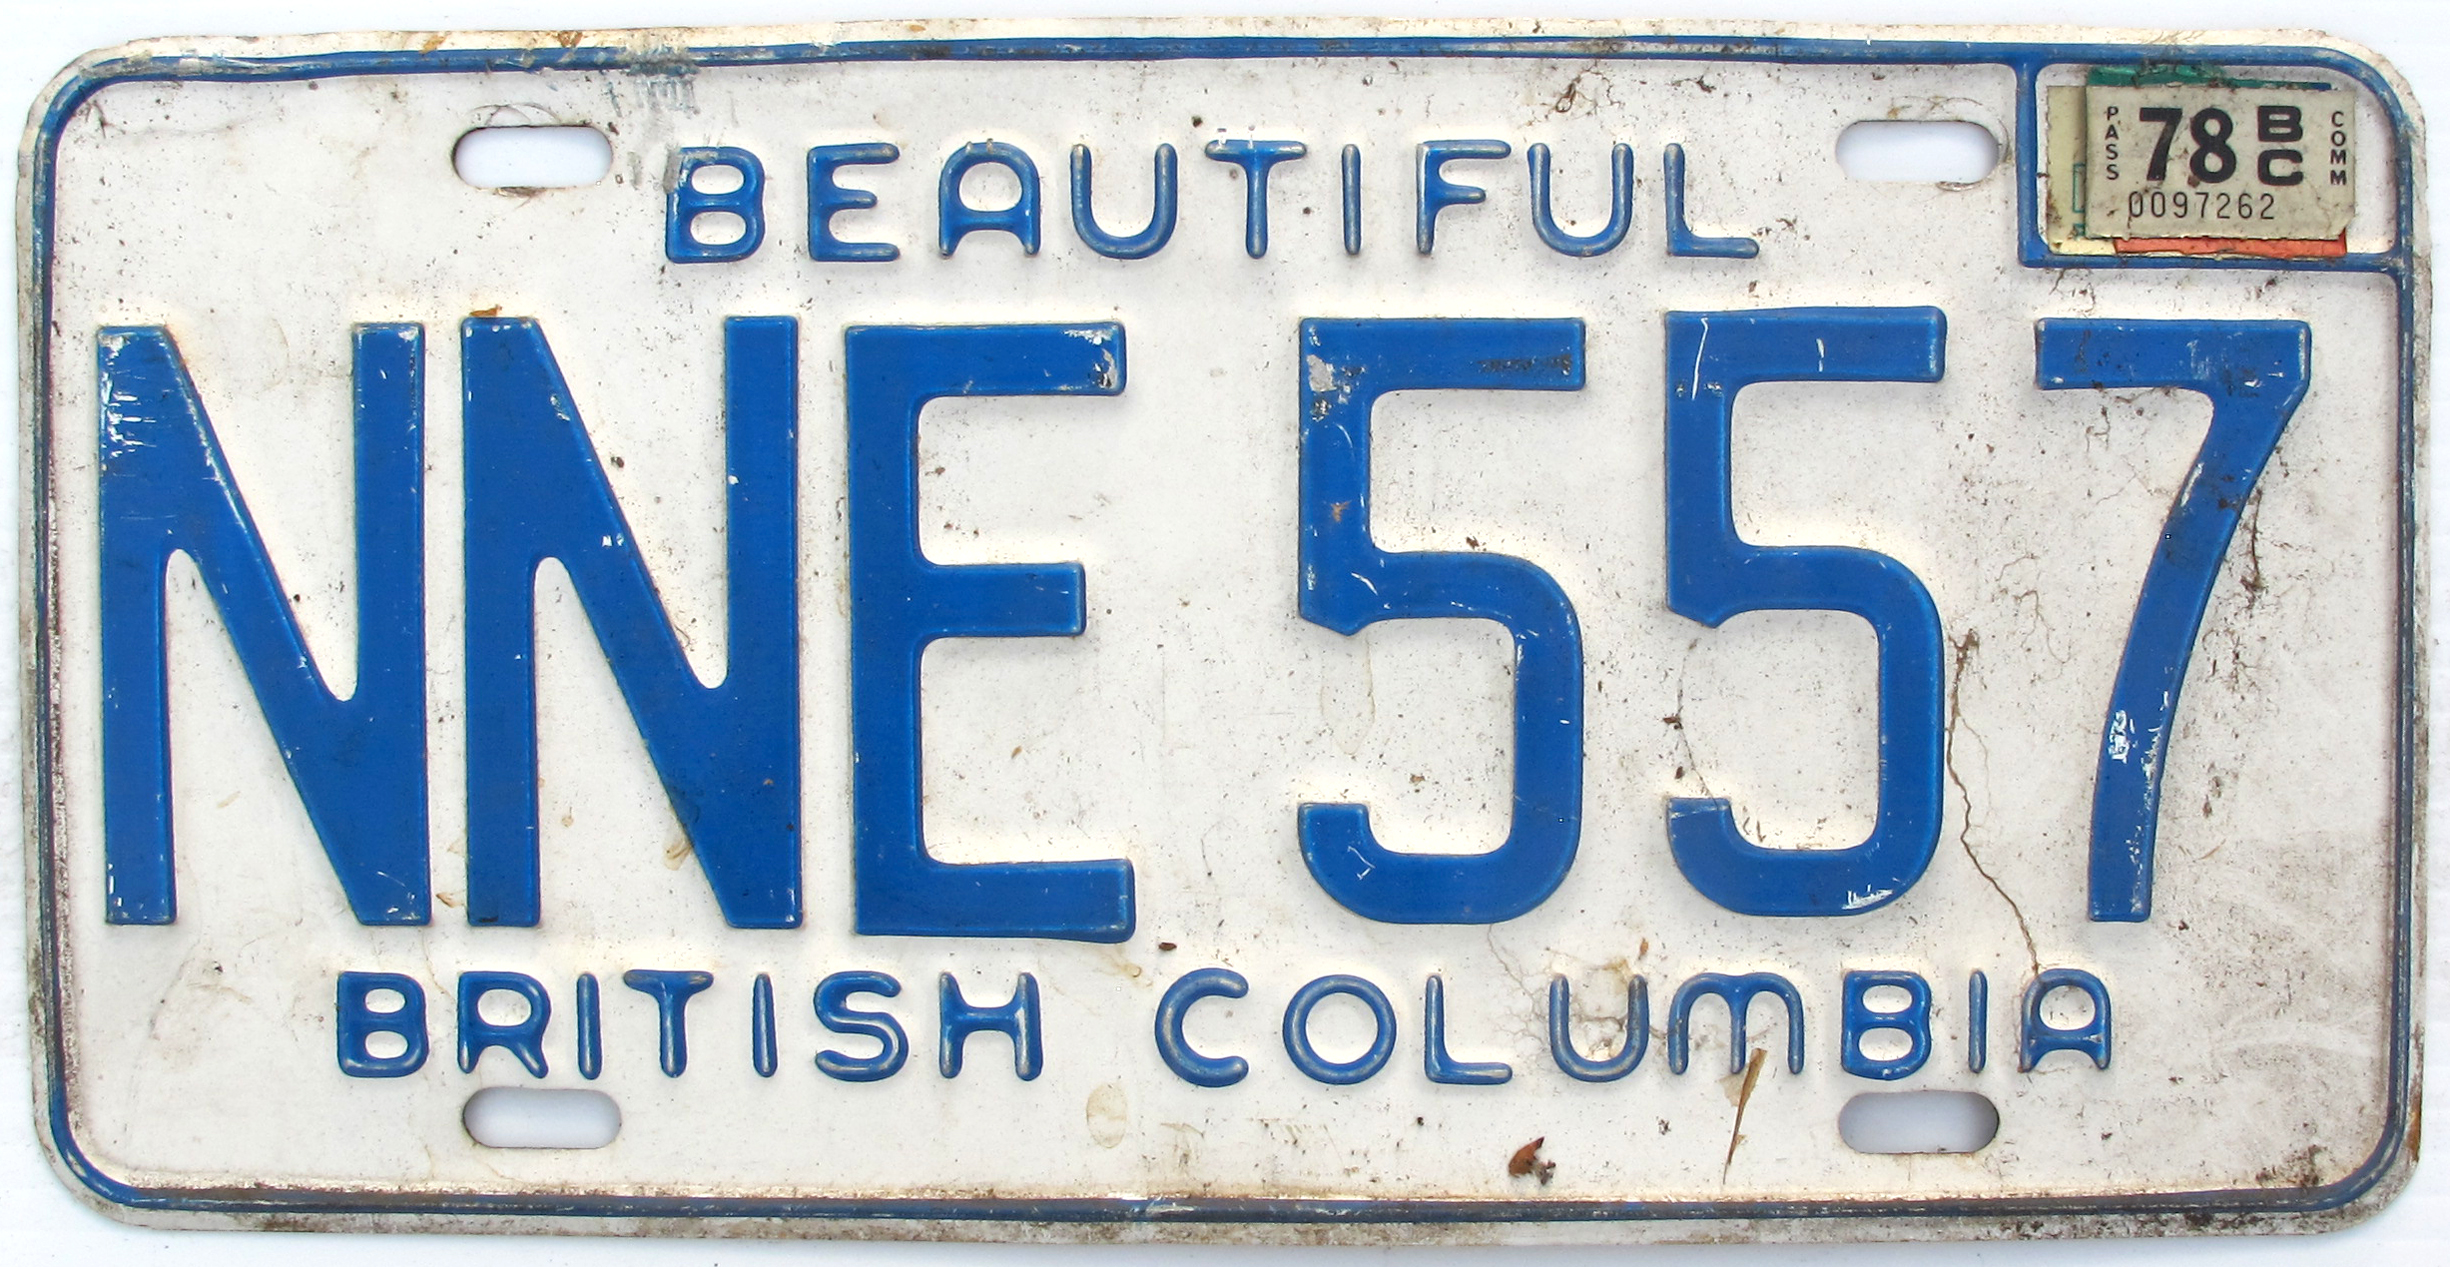 BEAUTIFUL
PASS 78 BC COMM
0097262
NNE 557
BRITISH COLUMBIA